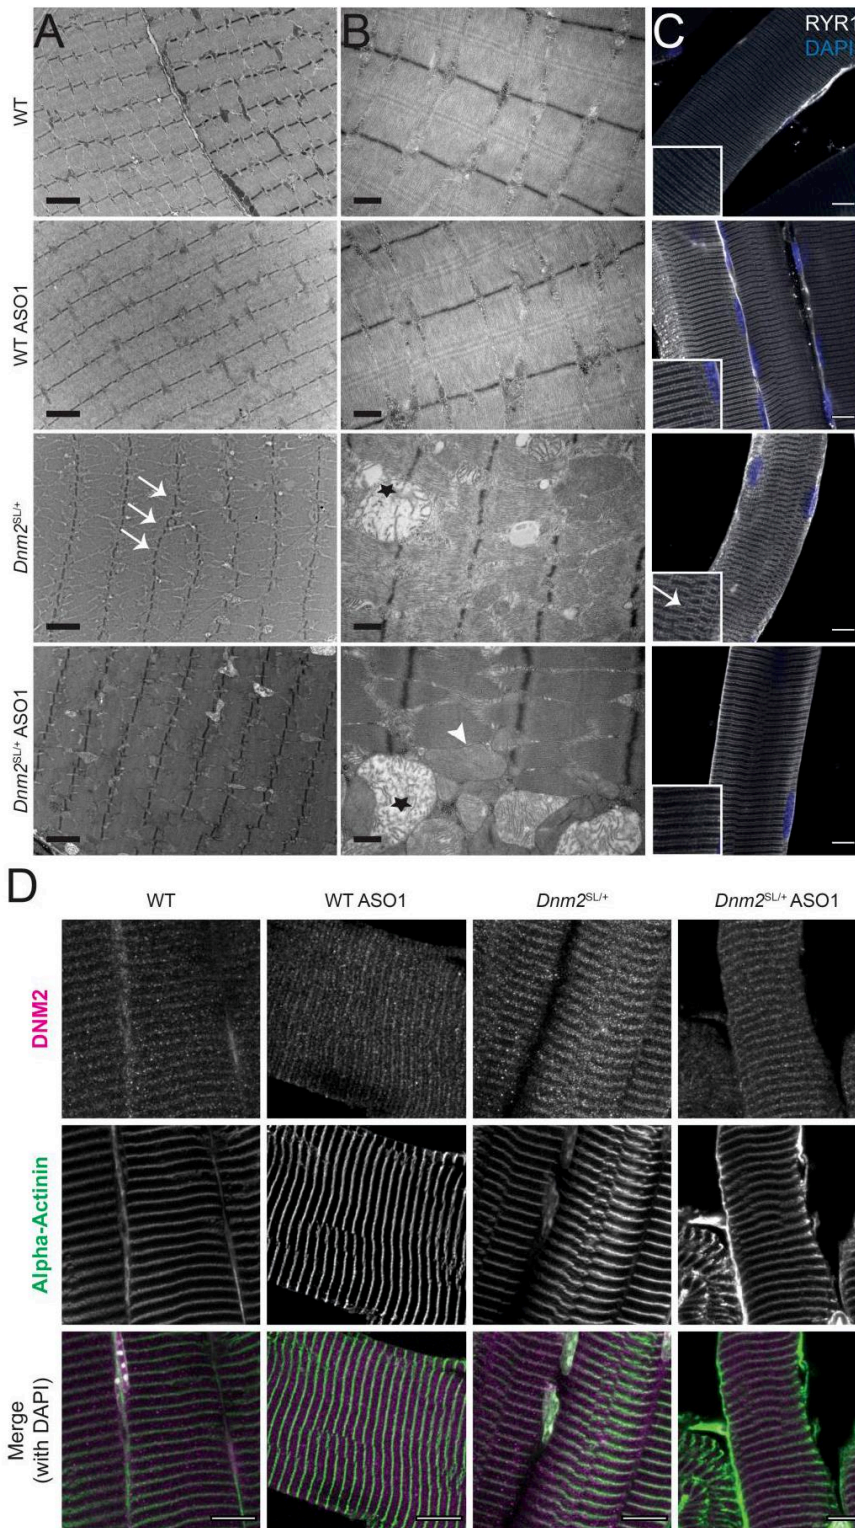 A
B
C
RYR1
DAPI
WT
WT ASO1
Dnm2SL/+
Dnm2SL/+ ASO1
D
WT
WT ASO1
Dnm2SL/+
Dnm2SL/+ ASO1
DNM2
Alpha-Actinin
Merge
(with DAPI)